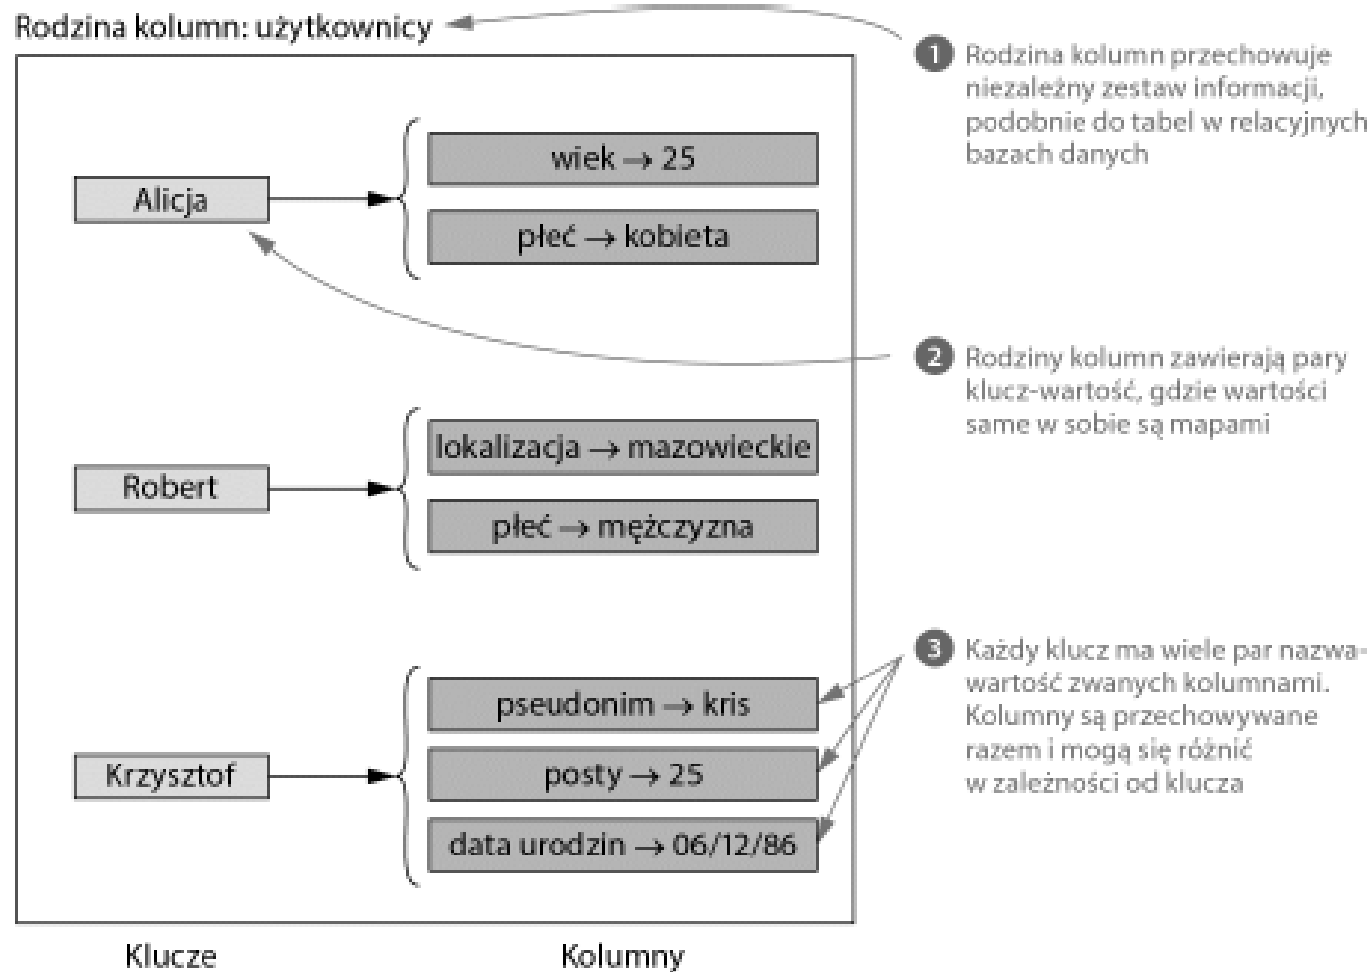 Rodzina kolumn: użytkownicy
1 Rodzina kolumn przechowuje
niezależny zestaw informacji,
podobnie do tabel w relacyjnych
bazach danych
Alicja
wiek → 25
płeć → kobieta
2 Rodziny kolumn zawierają pary
klucz-wartość, gdzie wartości
same w sobie są mapami
Robert
lokalizacja → mazowieckie
płeć → mężczyzna
3 Każdy klucz ma wiele par nazwa-
wartość zwanych kolumnami.
Kolumny są przechowywane
razem i mogą się różnić
w zależności od klucza
Krzysztof
pseudonim → kris
posty → 25
data urodzin → 06/12/86
Klucze
Kolumny